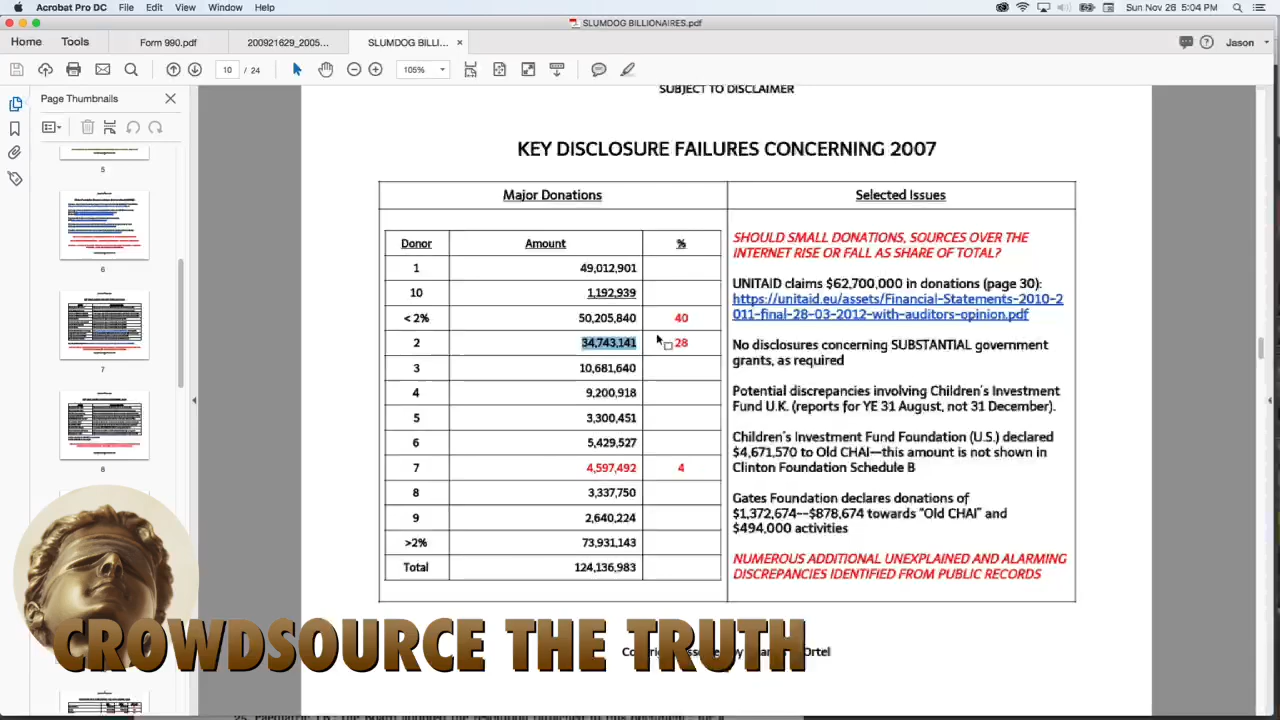 Acrobat Pro DC File Edit View Window Help
Sun Nov 26 5:04 PM
SLUMDOG BILLIONAIRES.pdf
Home Tools Form 990.pdf 200921629_2005... SLUMDOG BILLI... × Jason
10 / 24 105%
Page Thumbnails
5
6
7
8
SUBJECT TO DISCLAIMER
KEY DISCLOSURE FAILURES CONCERNING 2007
Major Donations
Donor Amount %
1 49,012,901
10 1,192,939
< 2% 50,205,840 40
2 34,743,141 28
3 10,681,640
4 9,200,918
5 3,300,451
6 5,429,527
7 4,597,492 4
8 3,337,750
9 2,640,224
>2% 73,931,143
Total 124,136,983
Selected Issues
SHOULD SMALL DONATIONS, SOURCES OVER THE
INTERNET RISE OR FALL AS SHARE OF TOTAL?
UNITAID claims $62,700,000 in donations (page 30):
https://unitaid.eu/assets/Financial-Statements-2010-2
011-final-28-03-2012-with-auditors-opinion.pdf
No disclosures concerning SUBSTANTIAL government
grants, as required
Potential discrepancies involving Children's Investment
Fund U.K. (reports for YE 31 August, not 31 December).
Children's Investment Fund Foundation (U.S.) declared
$4,671,570 to Old CHAI—this amount is not shown in
Clinton Foundation Schedule B
Gates Foundation declares donations of
$1,372,674--$878,674 towards "Old CHAI" and
$494,000 activities
NUMEROUS ADDITIONAL UNEXPLAINED AND ALARMING
DISCREPANCIES IDENTIFIED FROM PUBLIC RECORDS
CROWDSOURCE THE TRUTH
Ortel